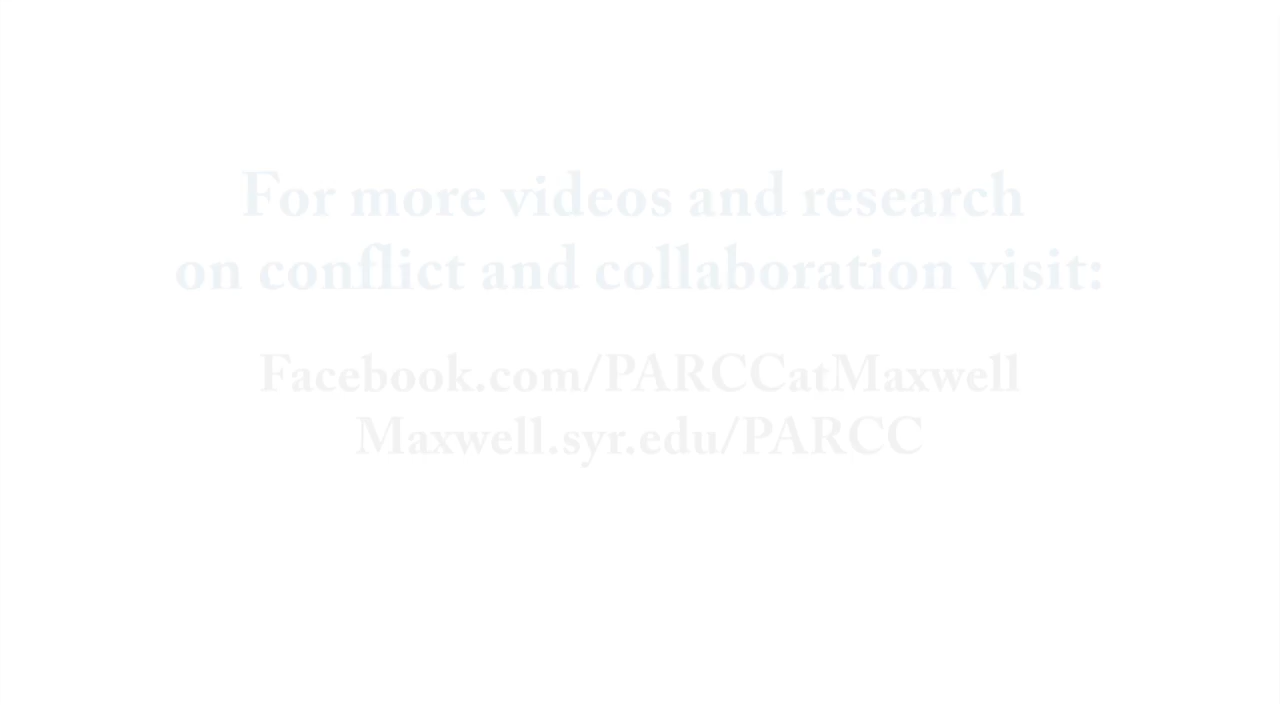 For more videos and research
on conflict and collaboration visit:
Facebook.com/PARCCatMaxwell
Maxwell.syr.edu/PARCC